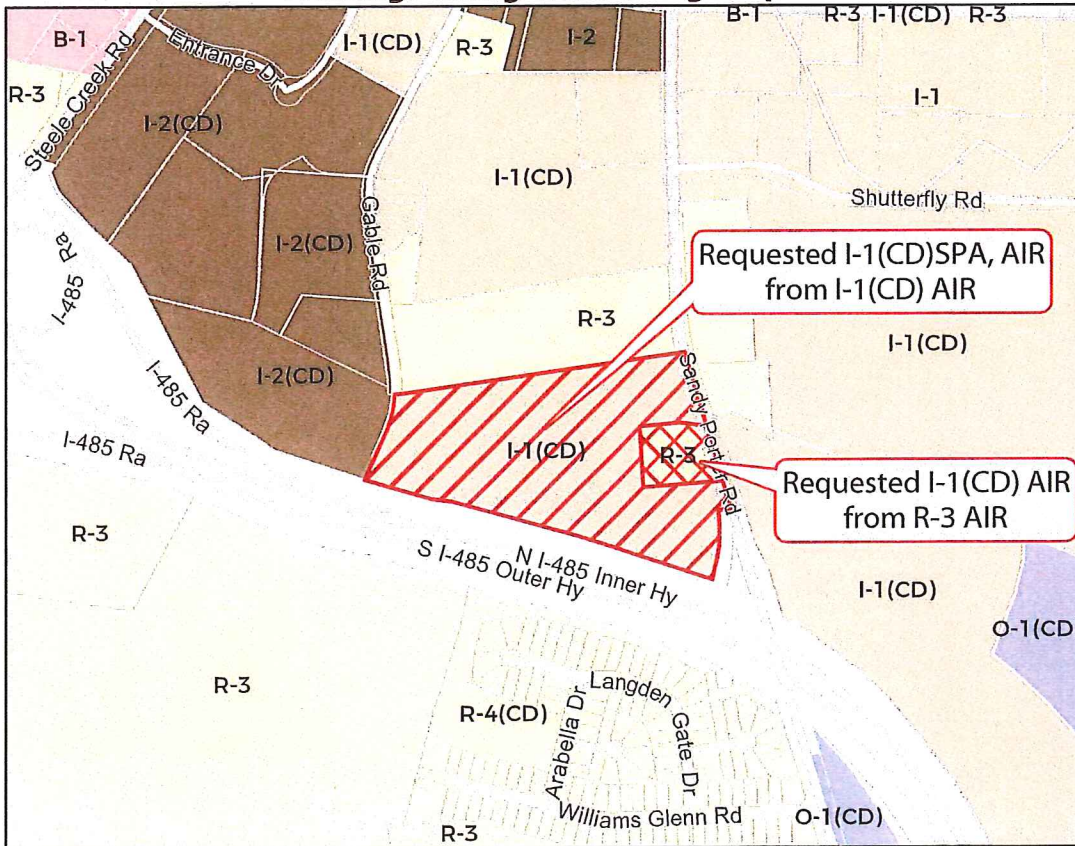 B-1
R-3
I-1(CD)
R-3
B-1
Entrance Dr
I-1(CD)
R-3
I-2
R-3
Steele Creek Rd
I-2(CD)
I-1
I-1(CD)
Shutterfly Rd
Gable Rd
I-2(CD)
I-485 Ra
Requested I-1(CD)SPA, AIR
from I-1(CD) AIR
R-3
I-1(CD)
I-485 Ra
I-2(CD)
Sandy Porter Rd
I-485 Ra
I-1(CD)
R-3
Requested I-1(CD) AIR
from R-3 AIR
R-3
N I-485 Inner Hy
S I-485 Outer Hy
I-1(CD)
O-1(CD
R-3
R-4(CD)
Langden Gate Dr
Arabella Dr
Williams Glenn Rd
O-1(CD)
R-3